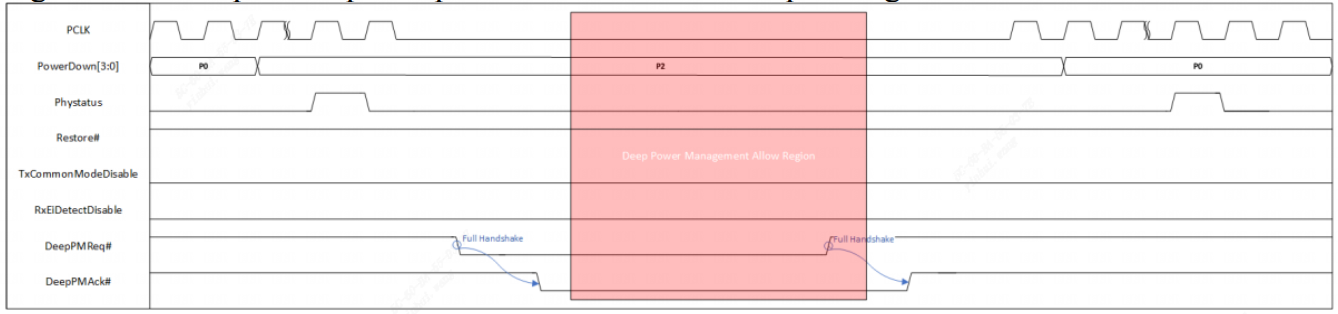 PCLK
PowerDown[3:0]
P0
P2
P0
Phystatus
Restore#
Deep Power Management Allow Region
TxCommonModeDisable
RxEiDetectDisable
DeepPMReq#
Full Handshake
Full Handshake
DeepPMAck#